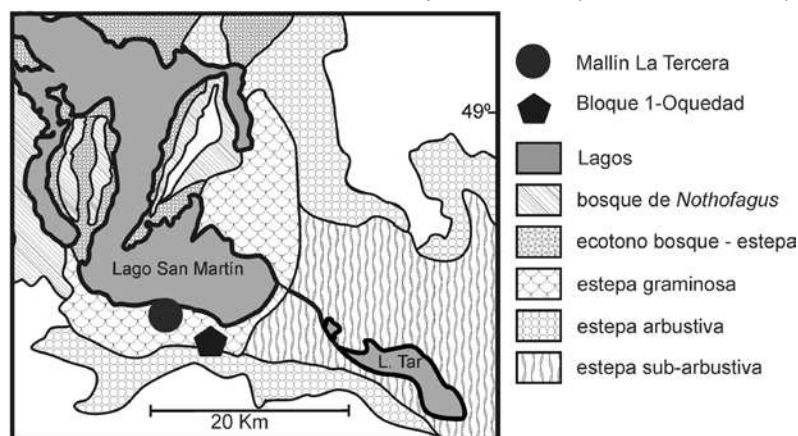 Mallín La Tercera
Bloque 1-Oquedad
49º
Lagos
bosque de Nothofagus
ecotono bosque - estepa
Lago San Martín
estepa graminosa
estepa arbustiva
L. Tar
estepa sub-arbustiva
20 Km